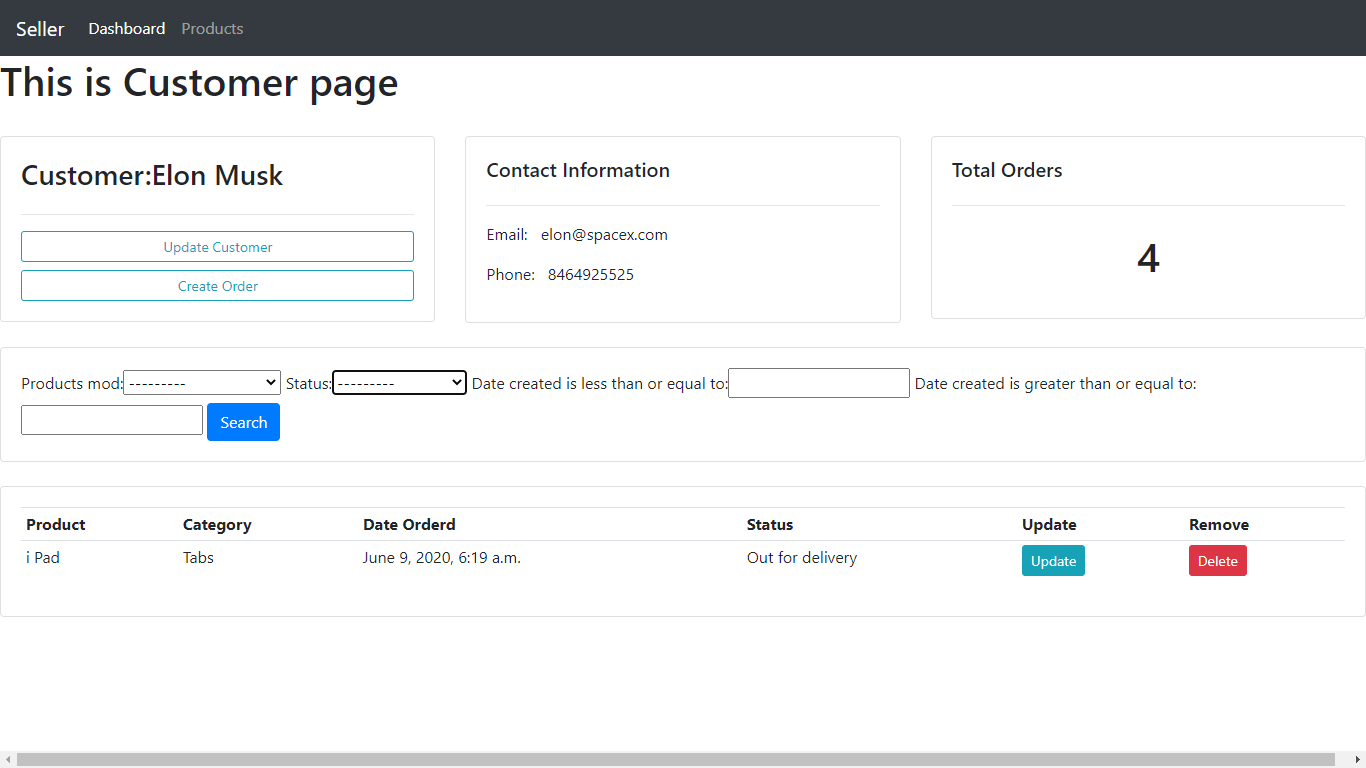 Seller Dashboard Products
This is Customer page
Customer:Elon Musk
Update Customer
Create Order
Contact Information
Email: elon@spacex.com
Phone: 8464925525
Total Orders
4
Products mod: --------- Status: --------- Date created is less than or equal to: Date created is greater than or equal to:
Search
Product Category Date Orderd Status Update Remove
i Pad Tabs June 9, 2020, 6:19 a.m. Out for delivery Update Delete